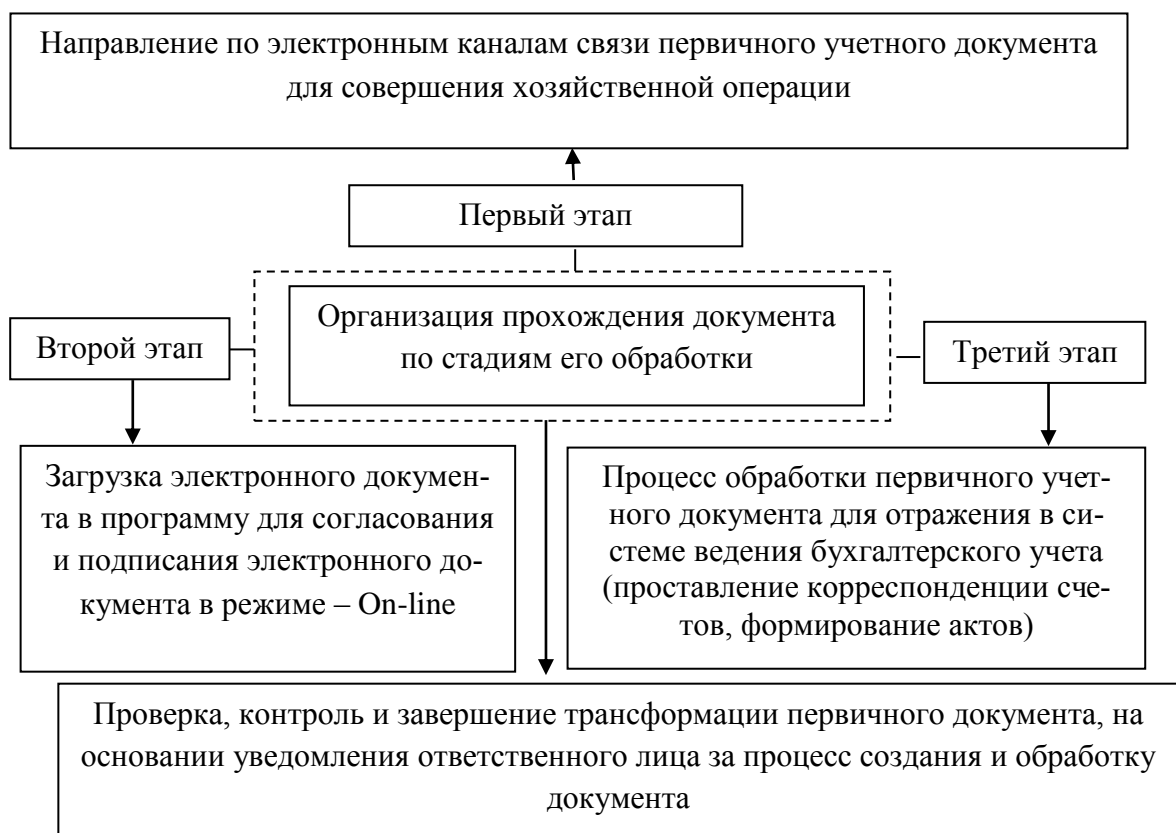 Направление по электронным каналам связи первичного учетного документа
для совершения хозяйственной операции
Первый этап
Организация прохождения документа
по стадиям его обработки
Второй этап
Третий этап
Загрузка электронного докумен-
та в программу для согласования
и подписания электронного до-
кумента в режиме – On-line
Процесс обработки первичного учет-
ного документа для отражения в си-
стеме ведения бухгалтерского учета
(проставление корреспонденции сче-
тов, формирование актов)
Проверка, контроль и завершение трансформации первичного документа, на
основании уведомления ответственного лица за процесс создания и обработку
документа